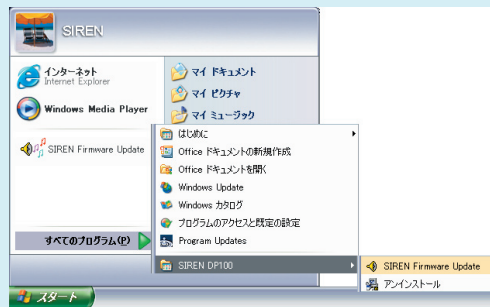 SIREN
インターネット
Internet Explorer
Windows Media Player
SIREN Firmware Update
マイ ドキュメント
マイ ピクチャ
マイ ミュージック
はじめに
Office ドキュメントの新規作成
Office ドキュメントを開く
Windows Update
Windows カタログ
プログラムのアクセスと既定の設定
Program Updates
SIREN DP100
SIREN Firmware Update
アンインストール
すべてのプログラム(P)
スタート